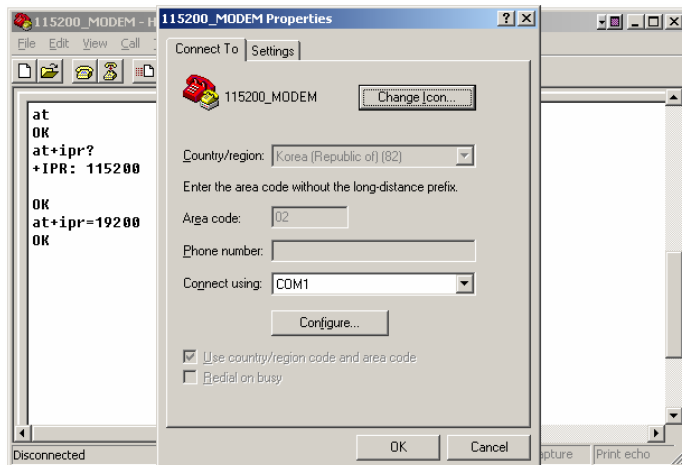 115200_MODEM - H
115200_MODEM Properties
File Edit View Call
Connect To
Settings
at
OK
at+ipr?
+IPR: 115200
OK
at+ipr=19200
OK
115200_MODEM
Change Icon...
Country/region:
Korea (Republic of) (82)
Enter the area code without the long-distance prefix.
Area code:
02
Phone number:
Connect using:
COM1
Configure...
Use country/region code and area code
Redial on busy
OK
Cancel
Disconnected
apture
Print echo